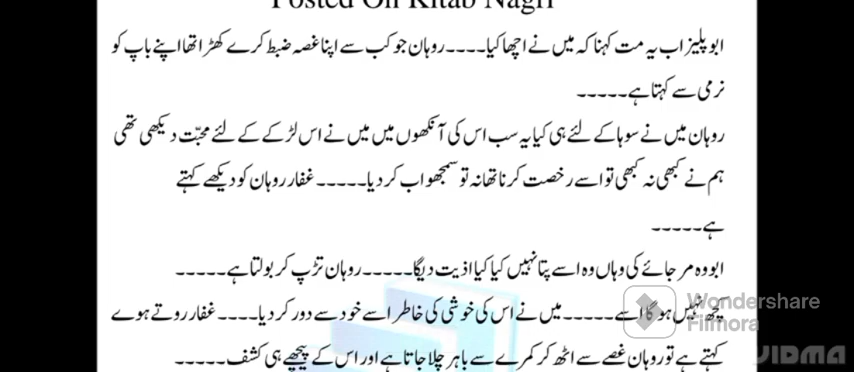 Posted On Kitab Nagri
ابو پلیز اب یہ مت کہنا کہ میں نے اچھا کیا۔۔۔۔ روہان جو کب سے اپنا غصہ ضبط کرے کھڑا تھا اپنے باپ کو
نرمی سے کہتا ہے۔۔۔۔۔
روہان میں نے سوہا کے لئے ہی کیا یہ سب اس کی آنکھوں میں میں نے اس لڑکے کے لئے محبّت دیکھی تھی
ہم نے کبھی نہ کبھی تو اسے رخصت کرنا تھا نہ تو سمجھو اب کر دیا۔۔۔۔۔ غفار روہان کو دیکھے کہتے
ہے۔۔۔۔۔
ابو وہ مر جائے کی وہاں وہ اسے پتا نہیں کیا کیا اذیت دیگا۔۔۔۔۔ روہان تڑپ کر بولتا ہے۔۔۔۔۔
کچھ نہیں ہوگا اسے۔۔۔۔۔ میں نے اس کی خوشی کی خاطر اسے خود سے دور کر دیا۔۔۔۔ غفار روتے ہوے
کہتے ہے تو روہان غصے سے اٹھ کر کمرے سے باہر چلا جاتا ہے اور اس کے پیچھے ہی کشف۔۔۔۔۔
Wondershare
Filmora
VIDMA